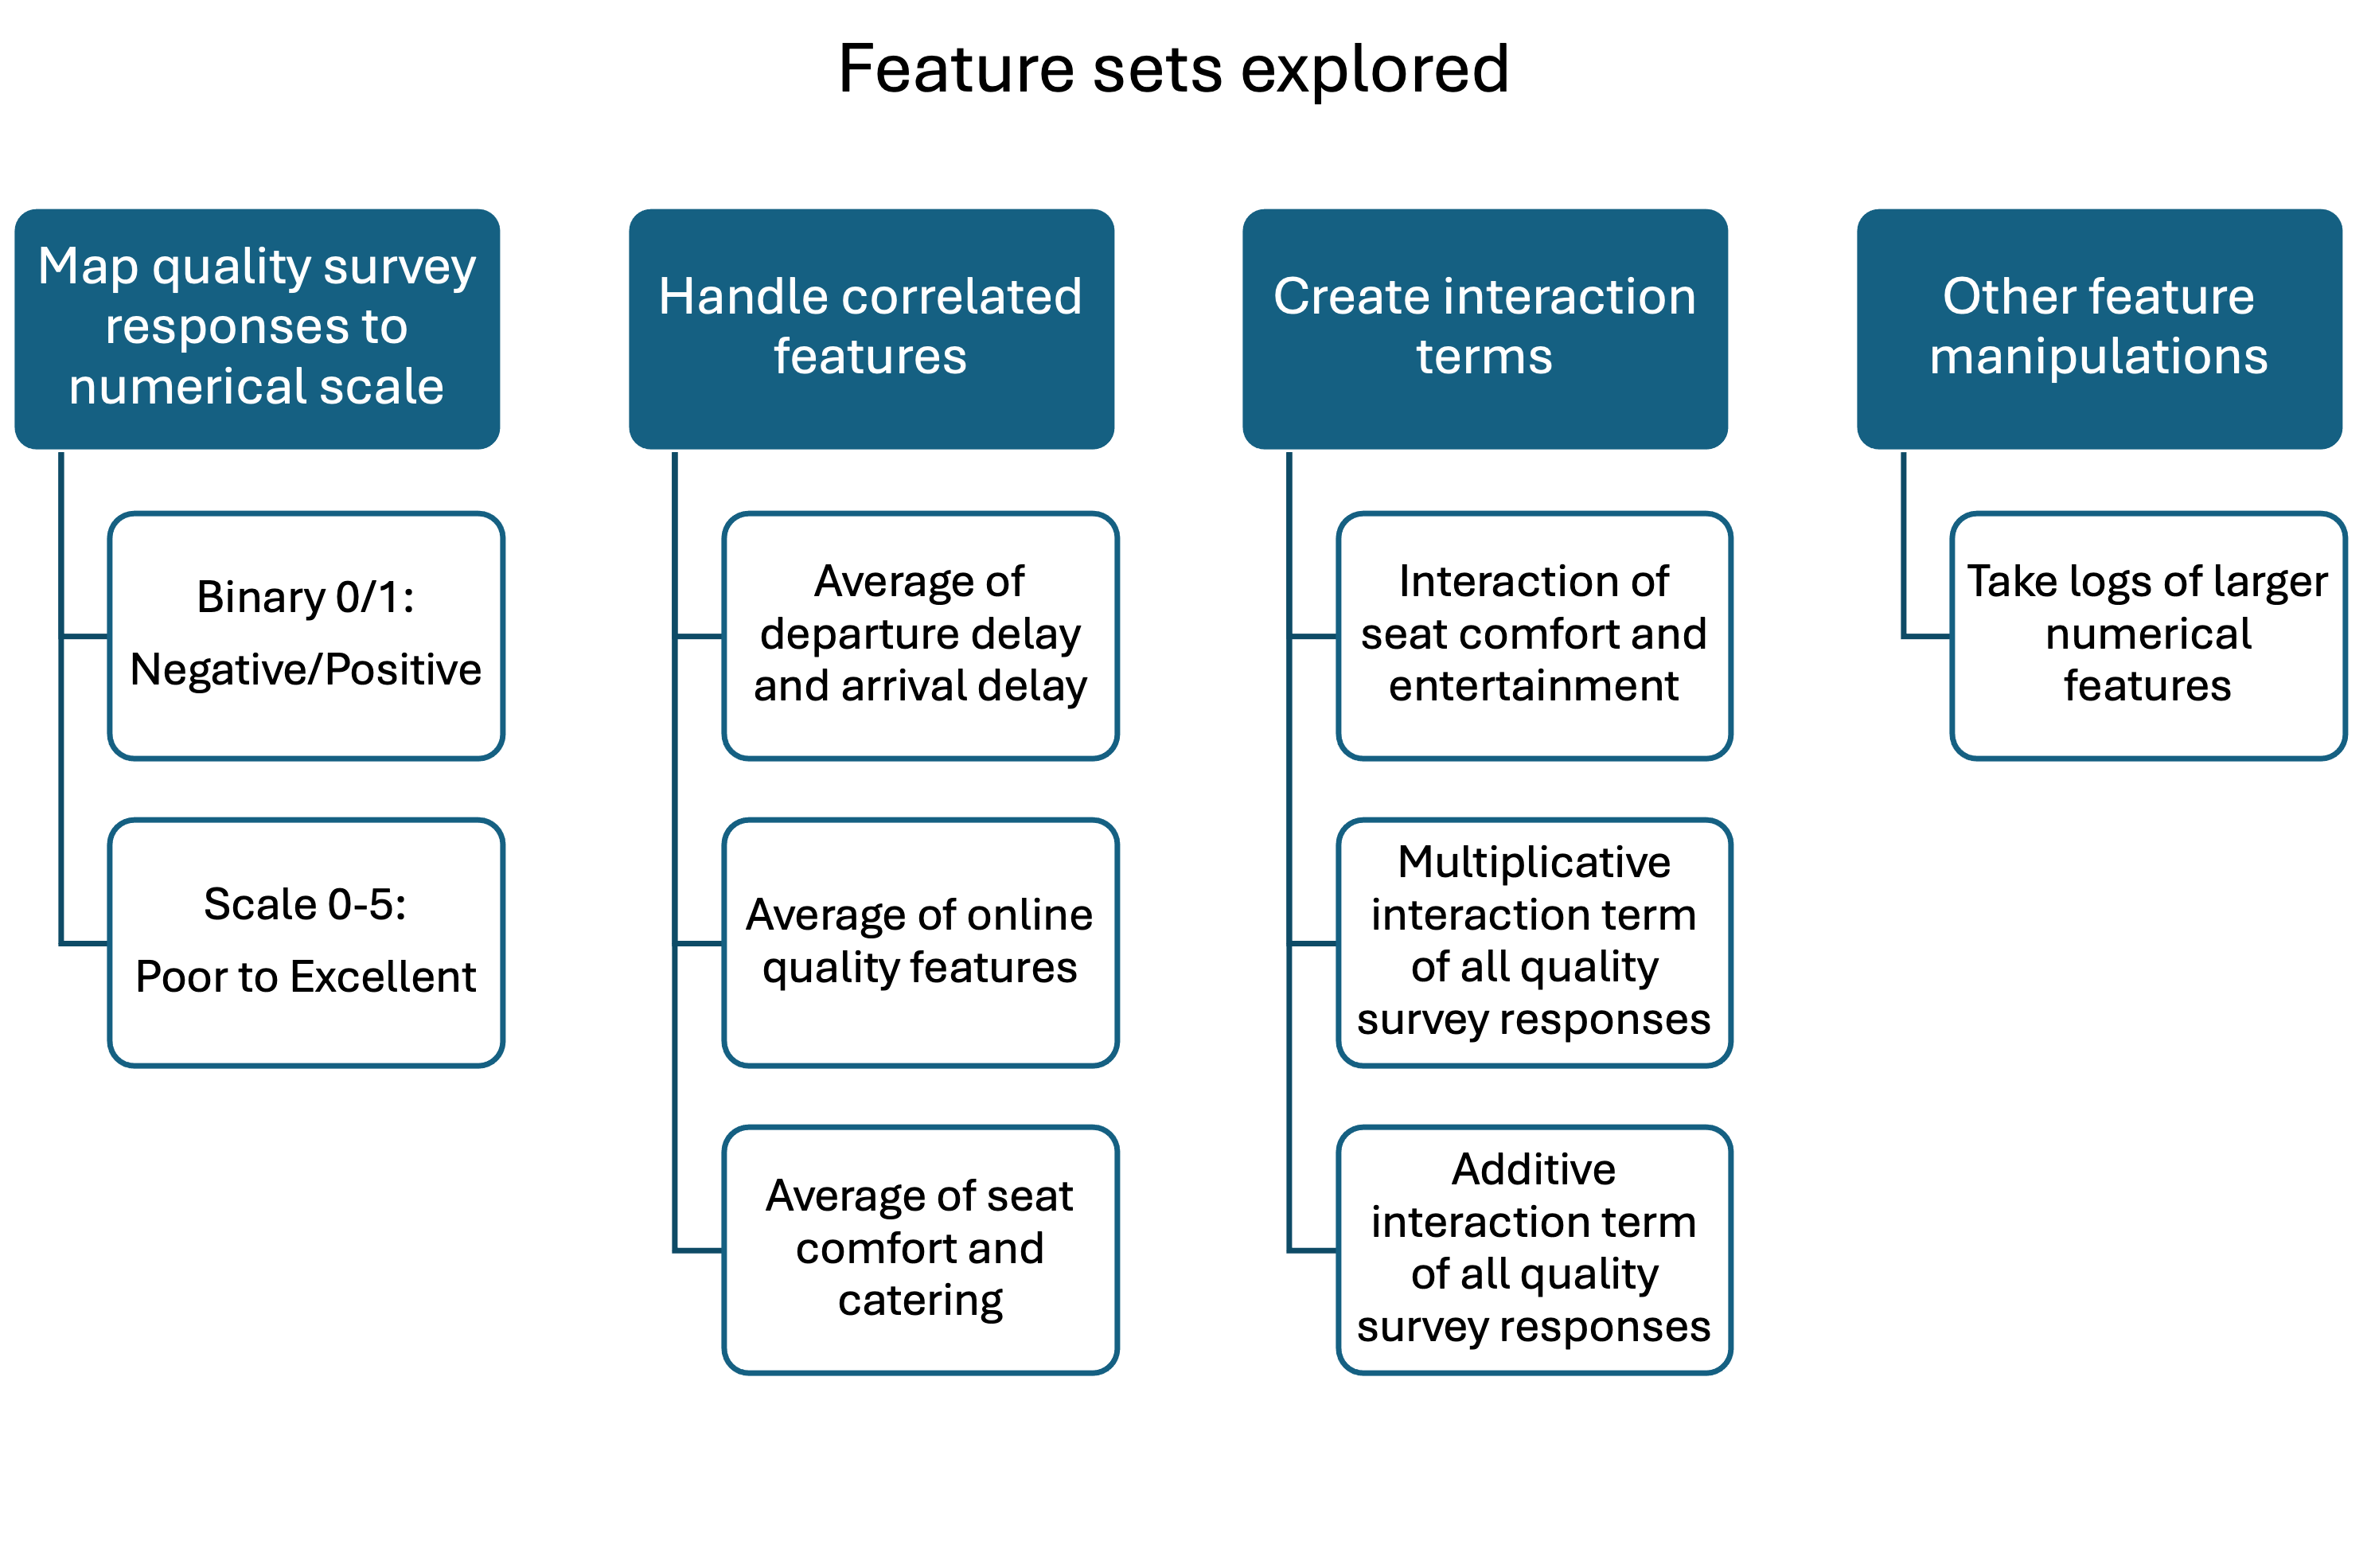 Feature sets explored
Map quality survey
responses to
numerical scale
Binary 0/1:
Negative/Positive
Scale 0-5:
Poor to Excellent
Handle correlated
features
Average of
departure delay
and arrival delay
Average of online
quality features
Average of seat
comfort and
catering
Create interaction
terms
Interaction of
seat comfort and
entertainment
Multiplicative
interaction term
of all quality
survey responses
Additive
interaction term
of all quality
survey responses
Other feature
manipulations
Take logs of larger
numerical
features